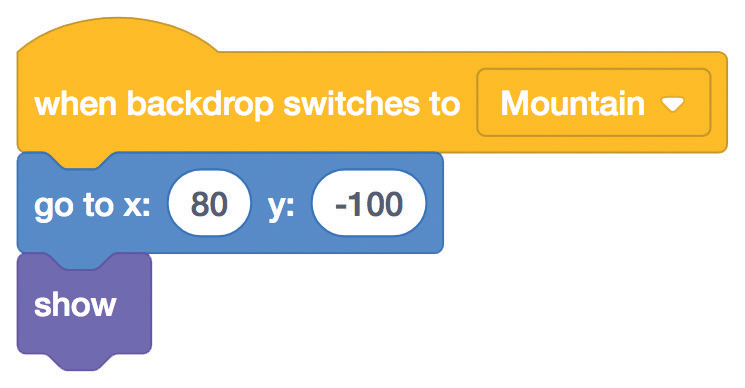 when backdrop switches to Mountain
go to x: 80 y: -100
show